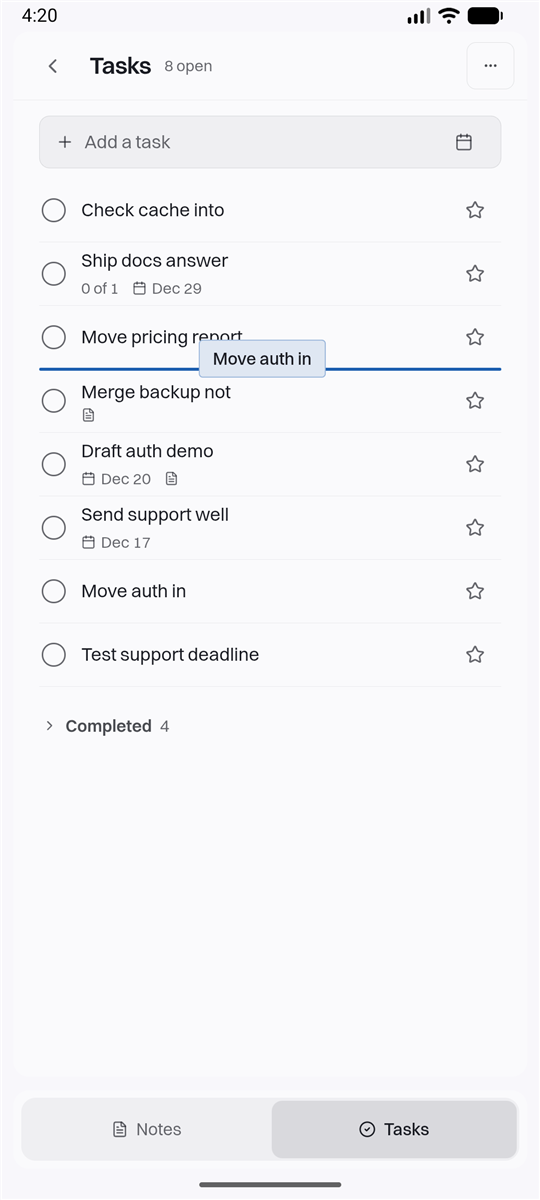 4:20
Tasks 8 open
Add a task
Check cache into
Ship docs answer
0 of 1 Dec 29
Move pricing report
Move auth in
Merge backup not
Draft auth demo
Dec 20
Send support well
Dec 17
Move auth in
Test support deadline
Completed 4
Notes Tasks